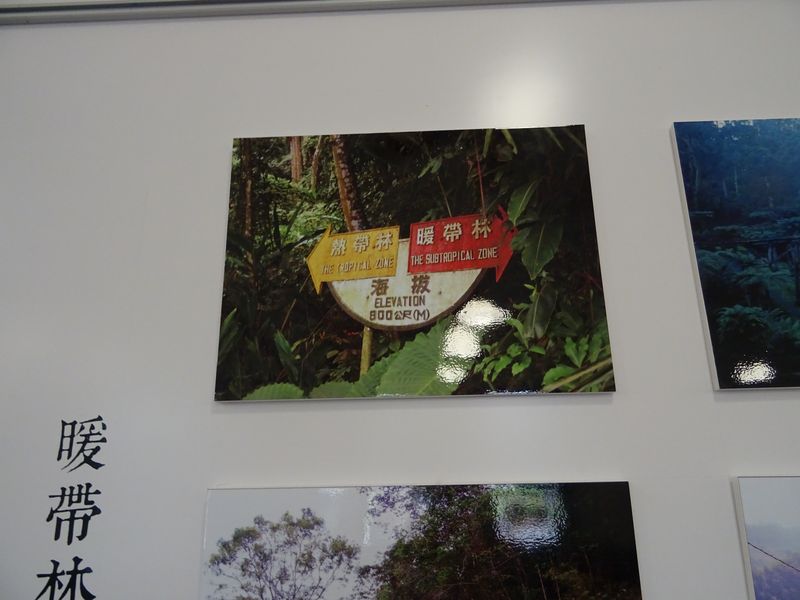 熱帶林
THE TROPICAL ZONE
暖帶林
THE SUBTROPICAL ZONE
海拔
ELEVATION
800公尺(M)
暖帶林